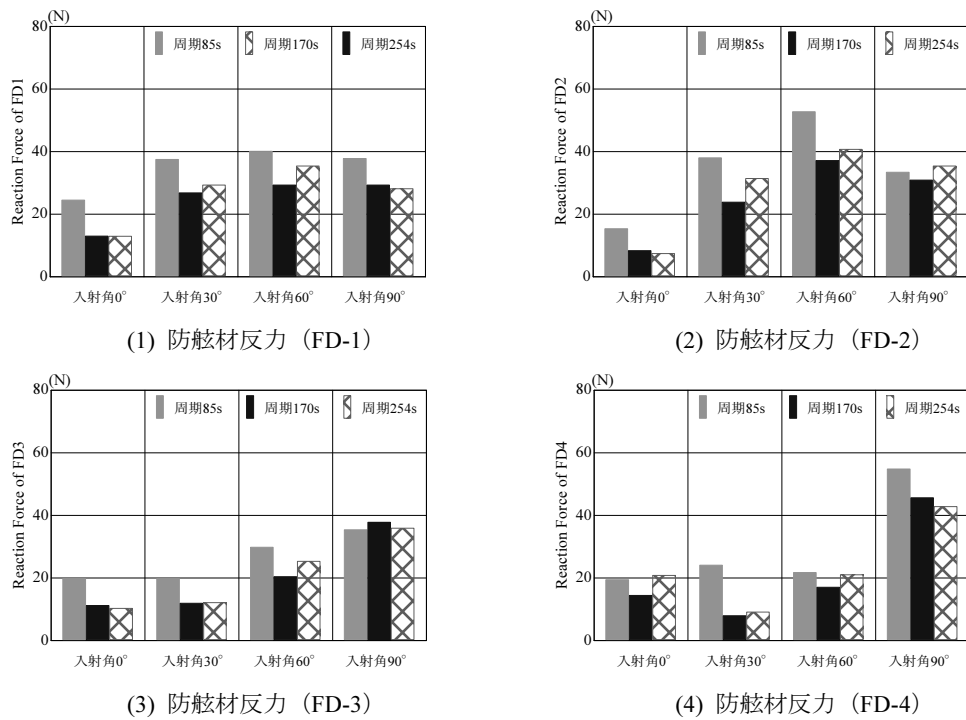 (N)
80
60
40
20
0
Reaction Force of FD1
周期85s 周期170s 周期254s
入射角0° 入射角30° 入射角60° 入射角90°
(1) 防舷材反力（FD-1）
(N)
80
60
40
20
0
Reaction Force of FD2
周期85s 周期170s 周期254s
入射角0° 入射角30° 入射角60° 入射角90°
(2) 防舷材反力（FD-2）
(N)
80
60
40
20
0
Reaction Force of FD3
周期85s 周期170s 周期254s
入射角0° 入射角30° 入射角60° 入射角90°
(3) 防舷材反力（FD-3）
(N)
80
60
40
20
0
Reaction Force of FD4
周期85s 周期170s 周期254s
入射角0° 入射角30° 入射角60° 入射角90°
(4) 防舷材反力（FD-4）